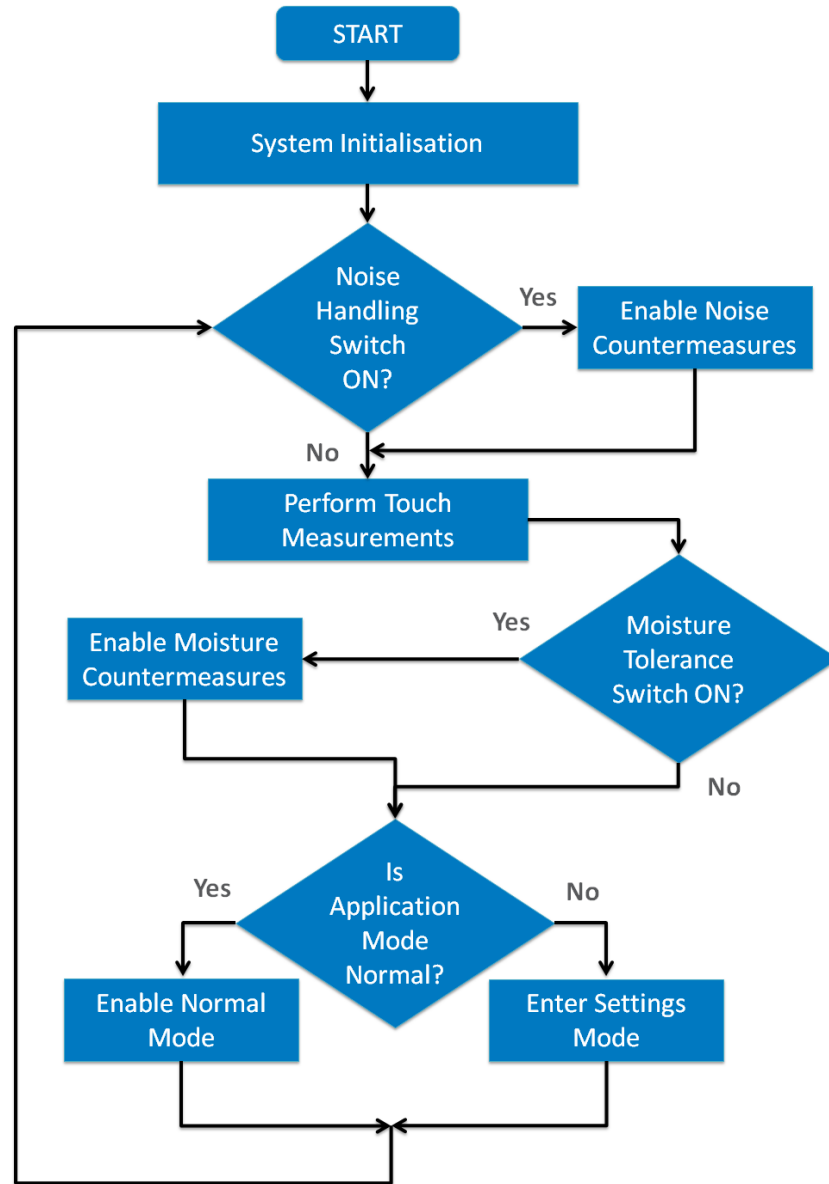 START
System Initialisation
Noise
Handling
Switch
ON?
Yes
Enable Noise
Countermeasures
No
Perform Touch
Measurements
Moisture
Tolerance
Switch ON?
Yes
Enable Moisture
Countermeasures
No
Is
Application
Mode
Normal?
Yes
No
Enable Normal
Mode
Enter Settings
Mode